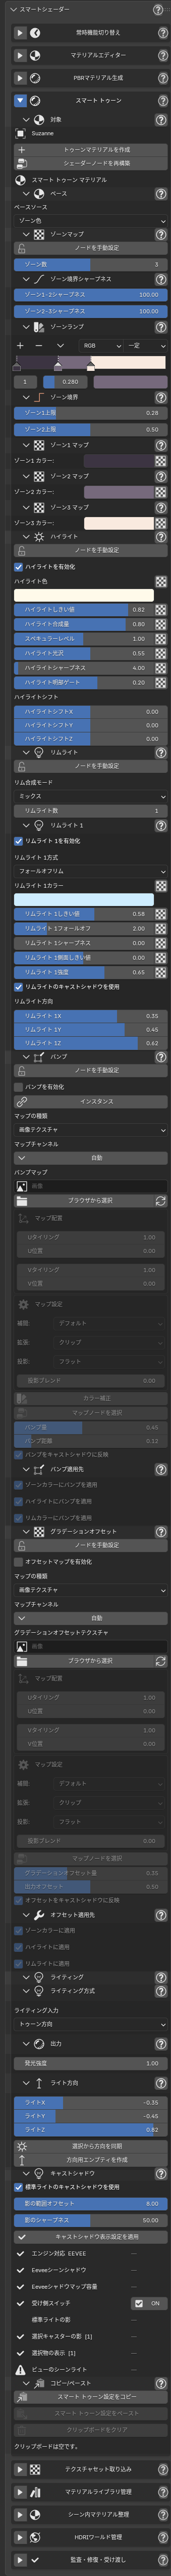 スマートシェーダー
常時機能切り替え
マテリアルエディター
PBRマテリアル生成
スマート トゥーン
対象
Suzanne
トゥーンマテリアルを作成
シェーダーノードを再構築
スマート トゥーン マテリアル
ベース
ベースソース
ゾーン色
ゾーンマップ
ノードを手動設定
ゾーン数 3
ゾーン境界シャープネス
ゾーン1-2シャープネス 100.00
ゾーン2-3シャープネス 100.00
ゾーンランプ
RGB 一定
1 0.280
ゾーン境界
ゾーン1上限 0.28
ゾーン2上限 0.50
ゾーン1 マップ
ゾーン1 カラー:
ゾーン2 マップ
ゾーン2 カラー:
ゾーン3 マップ
ゾーン3 カラー:
ハイライト
ノードを手動設定
ハイライトを有効化
ハイライト色
ハイライトしきい値 0.82
ハイライト合成量 0.80
スペキュラーレベル 1.00
ハイライト光沢 0.55
ハイライトシャープネス 4.00
ハイライト明部ゲート 0.20
ハイライトシフト
ハイライトシフトX 0.00
ハイライトシフトY 0.00
ハイライトシフトZ 0.00
リムライト
ノードを手動設定
リム合成モード
ミックス
リムライト数 1
リムライト 1
リムライト 1を有効化
リムライト 1方式
フォールオフリム
リムライト 1カラー
リムライト 1しきい値 0.58
リムライト 1フォールオフ 2.00
リムライト 1シャープネス 0.00
リムライト 1側面しきい値 0.00
リムライト 1強度 0.65
リムライトのキャストシャドウを使用
リムライト方向
リムライト 1X 0.35
リムライト 1Y 0.45
リムライト 1Z 0.62
バンプ
ノードを手動設定
バンプを有効化
インスタンス
マップの種類
画像テクスチャ
マップチャンネル
自動
バンプマップ
画像
ブラウザから選択
マップ配置
Uタイリング 1.00
U位置 0.00
Vタイリング 1.00
V位置 0.00
マップ設定
補間: デフォルト
拡張: クリップ
投影: フラット
投影ブレンド 0.00
カラー補正
マップノードを選択
バンプ量 0.45
バンプ距離 0.12
バンプをキャストシャドウに反映
バンプ適用先
ゾーンカラーにバンプを適用
ハイライトにバンプを適用
リムカラーにバンプを適用
グラデーションオフセット
ノードを手動設定
オフセットマップを有効化
マップの種類
画像テクスチャ
マップチャンネル
自動
グラデーションオフセットテクスチャ
画像
ブラウザから選択
マップ配置
Uタイリング 1.00
U位置 0.00
Vタイリング 1.00
V位置 0.00
マップ設定
補間: デフォルト
拡張: クリップ
投影: フラット
投影ブレンド 0.00
マップノードを選択
グラデーションオフセット量 0.35
出力オフセット 0.50
オフセットをキャストシャドウに反映
オフセット適用先
ゾーンカラーに適用
ハイライトに適用
リムライトに適用
ライティング
ライティング方式
ライティング入力
トゥーン方向
出力
発光強度 1.00
ライト方向
ライトX -0.35
ライトY -0.45
ライトZ 0.82
選択から方向を同期
方向用エンプティを作成
キャストシャドウ
標準ライトのキャストシャドウを使用
影の範囲オフセット 8.00
影のシャープネス 50.00
キャストシャドウ表示設定を適用
エンジン対応 EEVEE
Eeveeシーンシャドウ
Eeveeシャドウマップ容量
受け側スイッチ ON
標準ライトの影
選択キャスターの影 [1]
選択物の表示 [1]
ビューのシーンライト
コピー/ペースト
スマート トゥーン設定をコピー
スマート トゥーン設定をペースト
クリップボードをクリア
クリップボードは空です。
テクスチャセット取り込み
マテリアルライブラリ管理
シーン内マテリアル整理
HDRIワールド管理
監査・修復・受け渡し